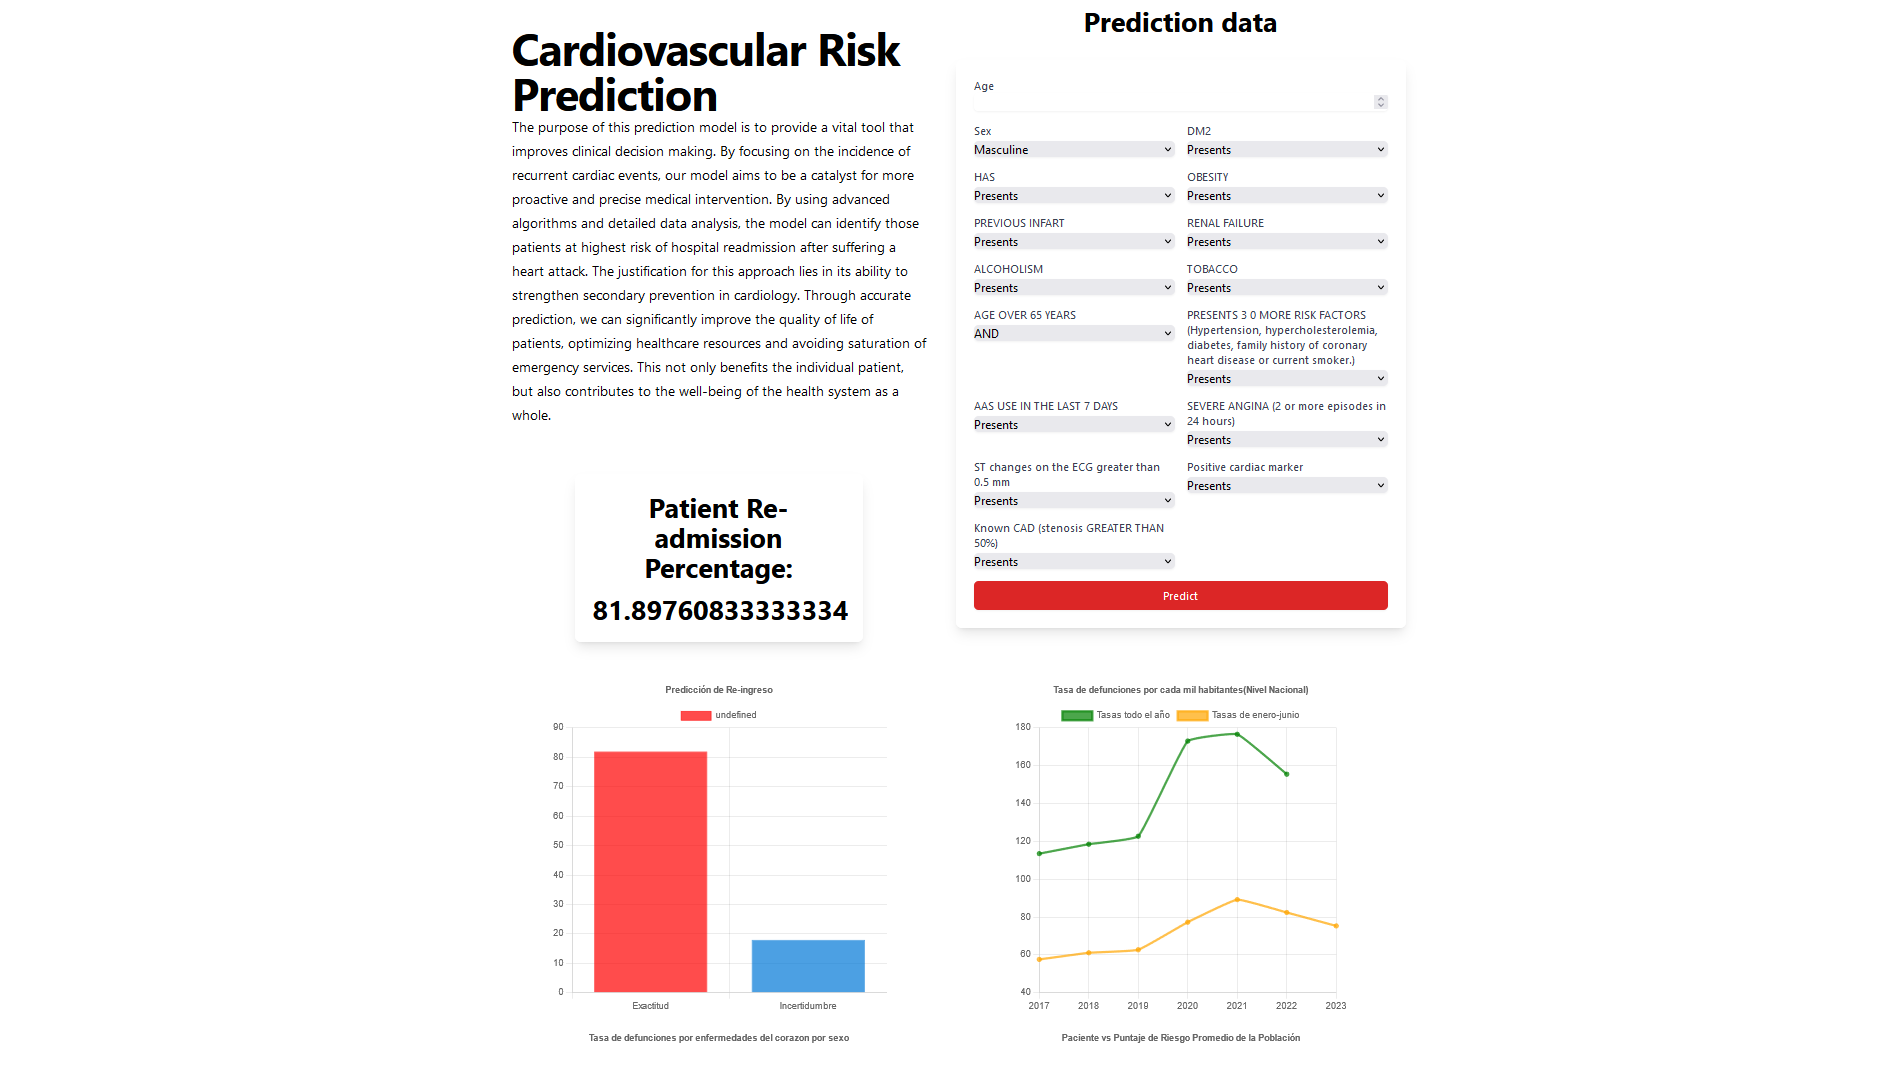 Cardiovascular Risk
Prediction
The purpose of this prediction model is to provide a vital tool that
improves clinical decision making. By focusing on the incidence of
recurrent cardiac events, our model aims to be a catalyst for more
proactive and precise medical intervention. By using advanced
algorithms and detailed data analysis, the model can identify those
patients at highest risk of hospital readmission after suffering a
heart attack. The justification for this approach lies in its ability to
strengthen secondary prevention in cardiology. Through accurate
prediction, we can significantly improve the quality of life of
patients, optimizing healthcare resources and avoiding saturation of
emergency services. This not only benefits the individual patient,
but also contributes to the well-being of the health system as a
whole.
Patient Re-
admission
Percentage:
81.89760833333334
Prediction data
Age
Sex
Masculine
DM2
Presents
HAS
Presents
OBESITY
Presents
PREVIOUS INFART
Presents
RENAL FAILURE
Presents
ALCOHOLISM
Presents
TOBACCO
Presents
AGE OVER 65 YEARS
AND
PRESENTS 3 0 MORE RISK FACTORS
(Hypertension, hypercholesterolemia,
diabetes, family history of coronary
heart disease or current smoker.)
Presents
AAS USE IN THE LAST 7 DAYS
Presents
SEVERE ANGINA (2 or more episodes in
24 hours)
Presents
ST changes on the ECG greater than
0.5 mm
Presents
Positive cardiac marker
Presents
Known CAD (stenosis GREATER THAN
50%)
Presents
Predict
Predicción de Re-ingreso
undefined
90
80
70
60
50
40
30
20
10
0
Exactitud Incertidumbre
Tasa de defunciones por cada mil habitantes(Nivel Nacional)
Tasas todo el año Tasas de enero-junio
180
160
140
120
100
80
60
40
2017 2018 2019 2020 2021 2022 2023
Tasa de defunciones por enfermedades del corazon por sexo
Paciente vs Puntaje de Riesgo Promedio de la Población